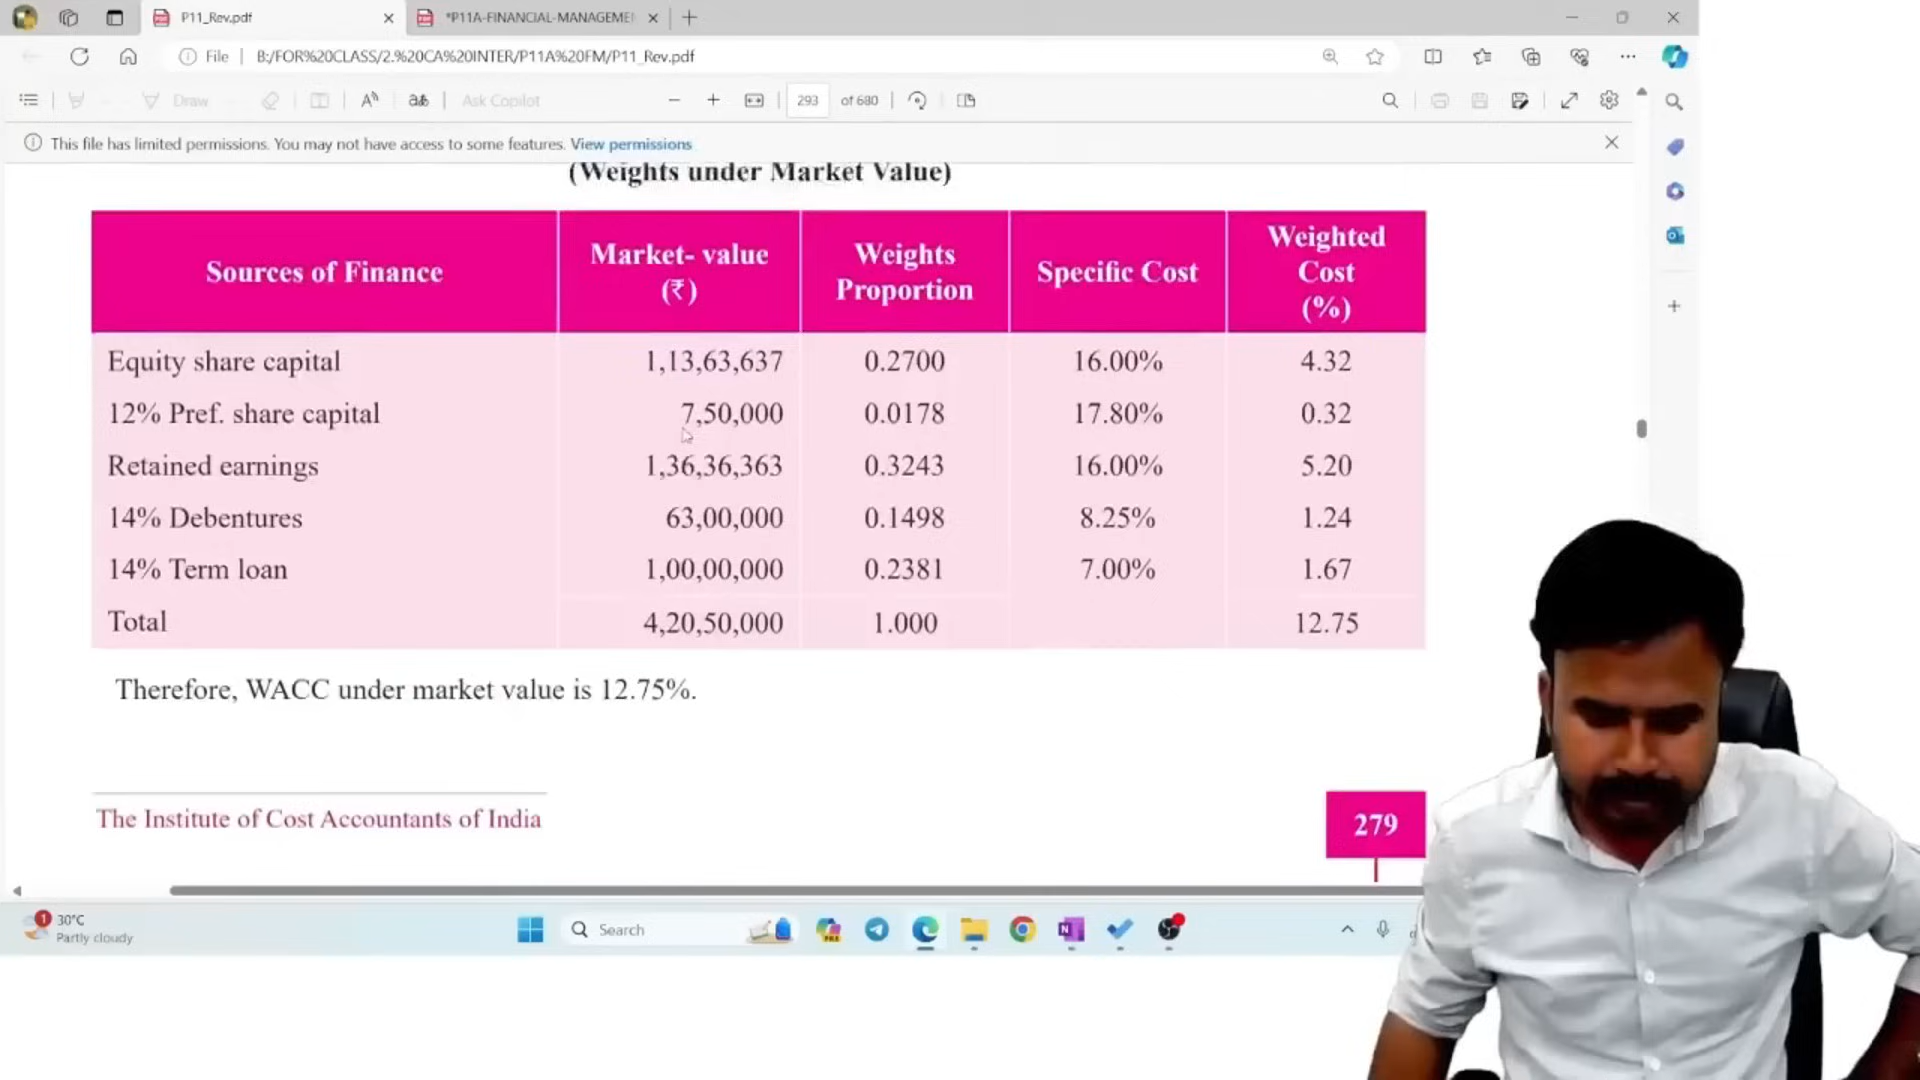 P11_Rev.pdf
*P11A-FINANCIAL-MANAGEMEN
File
B:/FOR%20CLASS/2.%20CA%20INTER/P11A%20FM/P11_Rev.pdf
Draw
Ask Copilot
293 of 680
This file has limited permissions. You may not have access to some features. View permissions
(Weights under Market Value)
Sources of Finance Market- value (₹) Weights Proportion Specific Cost Weighted Cost (%)
Equity share capital 1,13,63,637 0.2700 16.00% 4.32
12% Pref. share capital 7,50,000 0.0178 17.80% 0.32
Retained earnings 1,36,36,363 0.3243 16.00% 5.20
14% Debentures 63,00,000 0.1498 8.25% 1.24
14% Term loan 1,00,00,000 0.2381 7.00% 1.67
Total 4,20,50,000 1.000 12.75
Therefore, WACC under market value is 12.75%.
The Institute of Cost Accountants of India
279
1
30°C
Partly cloudy
Search